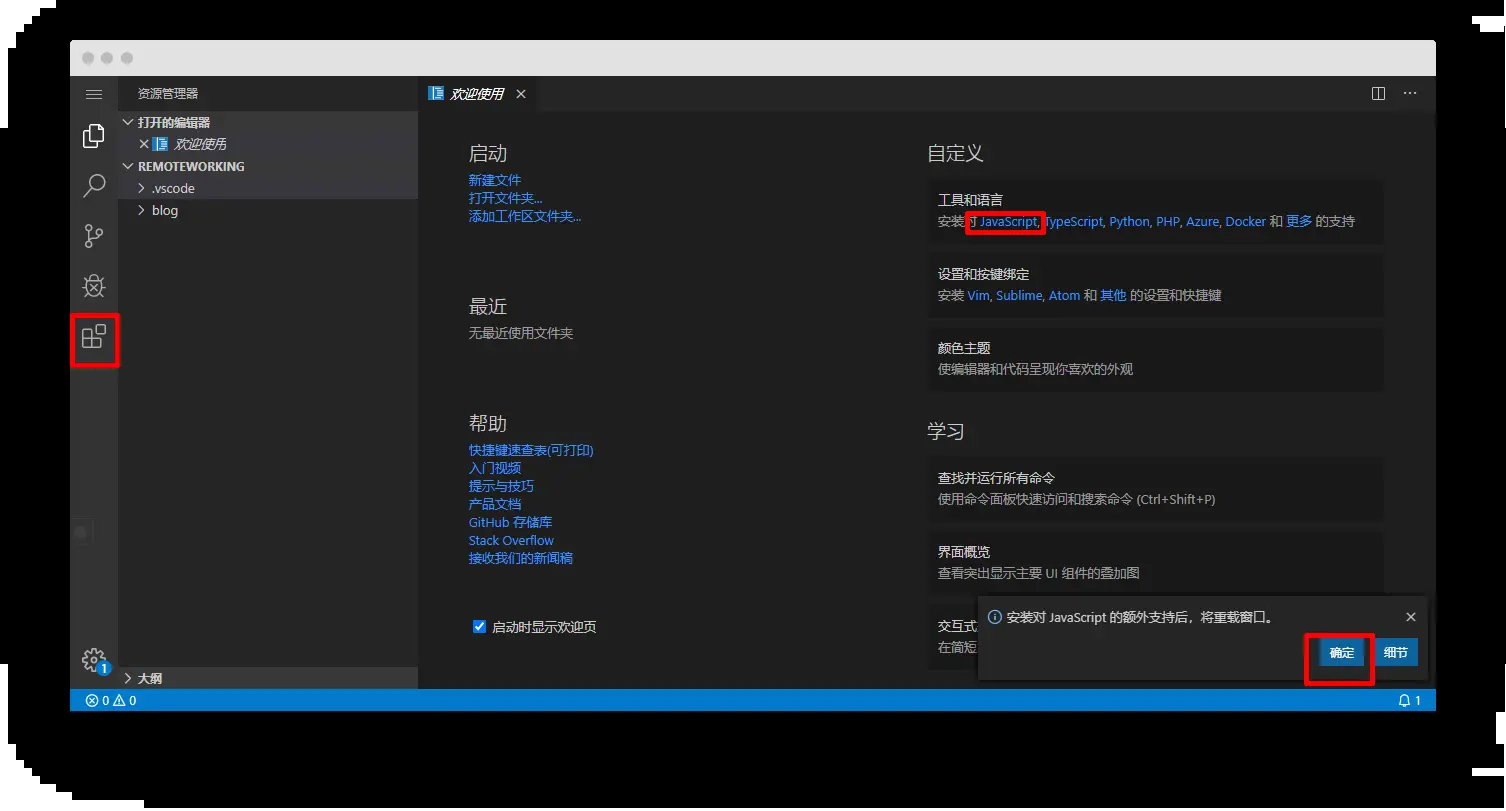 资源管理器
打开的编辑器
欢迎使用
REMOTEWORKING
.vscode
blog
大纲
欢迎使用
启动
新建文件
打开文件夹...
添加工作区文件夹...
最近
无最近使用文件夹
帮助
快捷键速查表(可打印)
入门视频
提示与技巧
产品文档
GitHub 存储库
Stack Overflow
接收我们的新闻稿
启动时显示欢迎页
自定义
工具和语言
安装对 JavaScript, TypeScript, Python, PHP, Azure, Docker 和 更多 的支持
设置和按键绑定
安装 Vim, Sublime, Atom 和 其他 的设置和快捷键
颜色主题
使编辑器和代码呈现你喜欢的外观
学习
查找并运行所有命令
使用命令面板快速访问和搜索命令 (Ctrl+Shift+P)
界面概览
查看突出显示主要 UI 组件的叠加图
交互式
在简短
安装对 JavaScript 的额外支持后，将重载窗口。
确定 细节
1
0 0
1